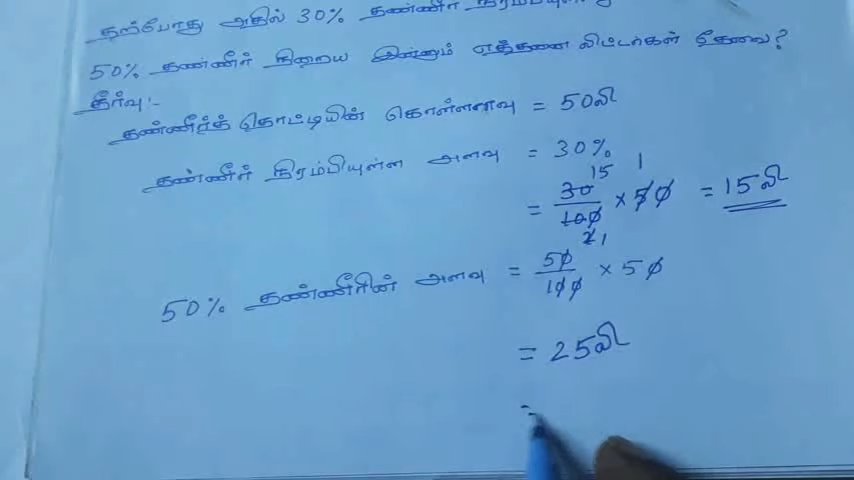 தற்போது அதில் 30% தண்ணீர்
50% தண்ணீர் நிறைய இன்னும் எத்தனை லிட்டர்கள் தேவை?
தீர்வு:-
தண்ணீர்த் தொட்டியின் கொள்ளளவு = 50லி
தண்ணீர் நிரம்பியுள்ள அளவு = 30%
= 30/100 × 50 = 15லி
50% தண்ணீரின் அளவு = 50/100 × 50
= 25லி
=